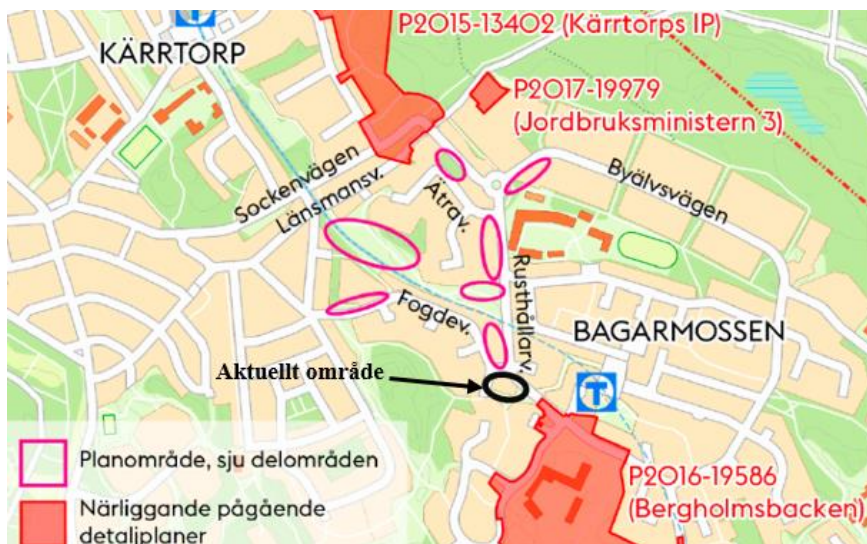 P2015-13402 (Kärrtorps IP)
KÄRRTORP
T
P2017-19979
(Jordbruksministern 3)
Sockenvägen
Länsmansv.
Ätrav.
Byälvsvägen
Rusthållarv.
Fogdev.
BAGARMOSSEN
Aktuellt område
T
Planområde, sju delområden
P2016-19586
(Bergholmsbacken)
Närliggande pågående
detaljplaner